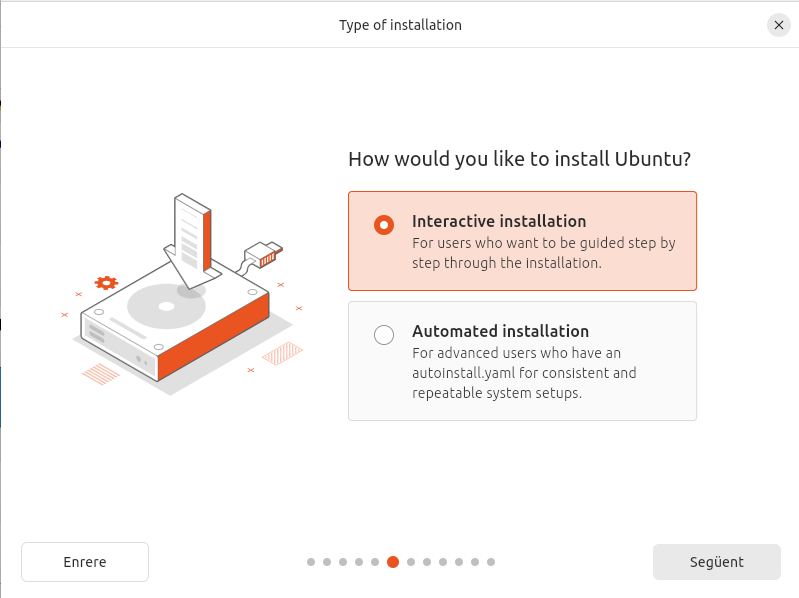 Type of installation
How would you like to install Ubuntu?
Interactive installation
For users who want to be guided step by
step through the installation.
Automated installation
For advanced users who have an
autoinstall.yaml for consistent and
repeatable system setups.
Enrere
Següent